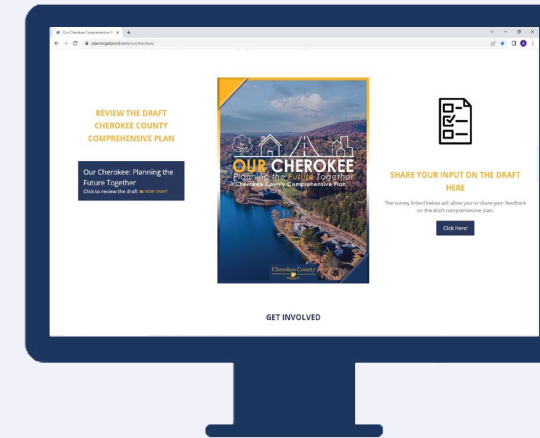 Our Cherokee Comprehensive P
planningatpond.com/ourcherokee/
REVIEW THE DRAFT
CHEROKEE COUNTY
COMPREHENSIVE PLAN
Our Cherokee: Planning the
Future Together
Click to review the draft VIEW DRAFT
OUR CHEROKEE
Planning the Future Together
Cherokee County Comprehensive Plan
Cherokee County
SHARE YOUR INPUT ON THE DRAFT
HERE
The survey linked below will allow you to share your feedback
on the draft comprehensive plan.
Click Here!
GET INVOLVED